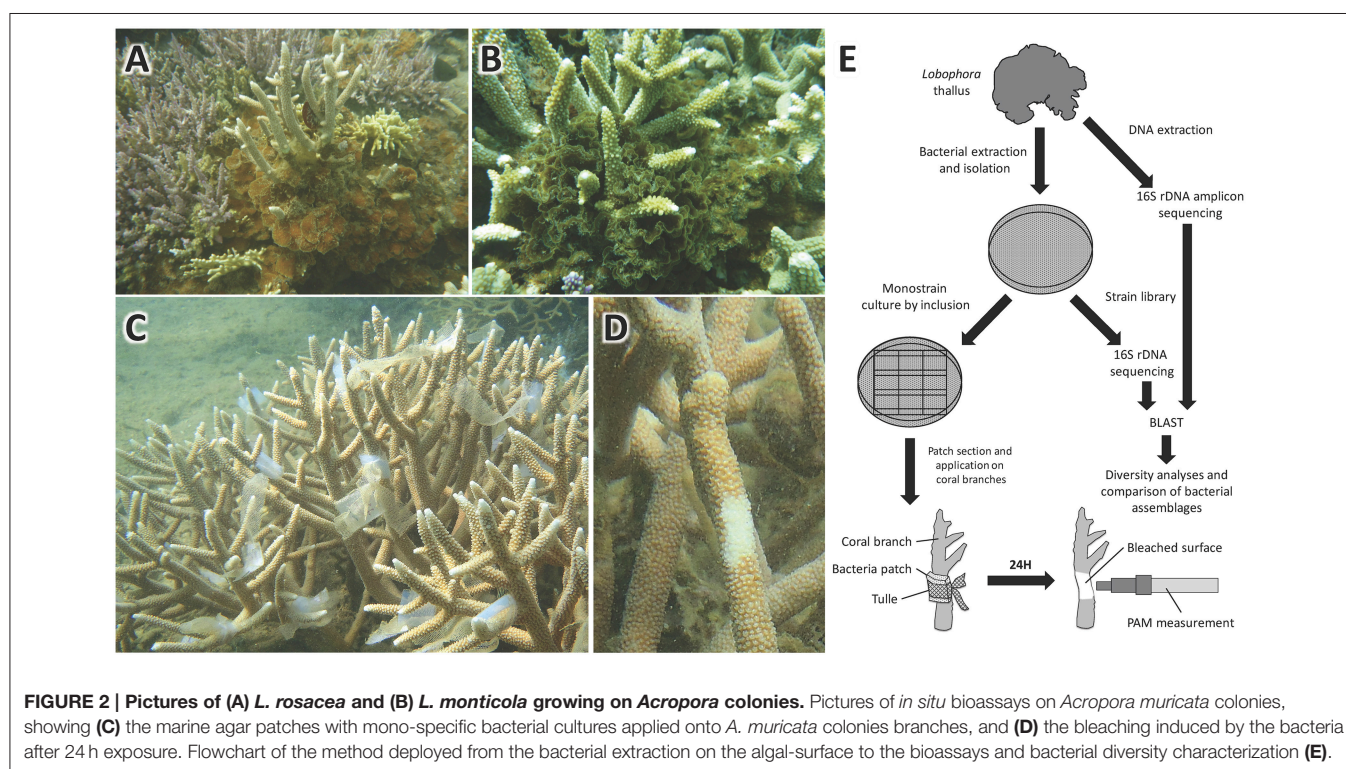 A
B
C
D
E
Lobophora
thallus
DNA extraction
Bacterial extraction
and isolation
16S rDNA amplicon
sequencing
Monostrain
culture by inclusion
Strain library
16S rDNA
sequencing
BLAST
Patch section and
application on
coral branches
Diversity analyses and
comparison of bacterial
assemblages
Coral branch
Bacteria patch
Tulle
24H
Bleached surface
PAM measurement
FIGURE 2 | Pictures of (A) L. rosacea and (B) L. monticola growing on Acropora colonies. Pictures of in situ bioassays on Acropora muricata colonies,
showing (C) the marine agar patches with mono-specific bacterial cultures applied onto A. muricata colonies branches, and (D) the bleaching induced by the bacteria
after 24 h exposure. Flowchart of the method deployed from the bacterial extraction on the algal-surface to the bioassays and bacterial diversity characterization (E).